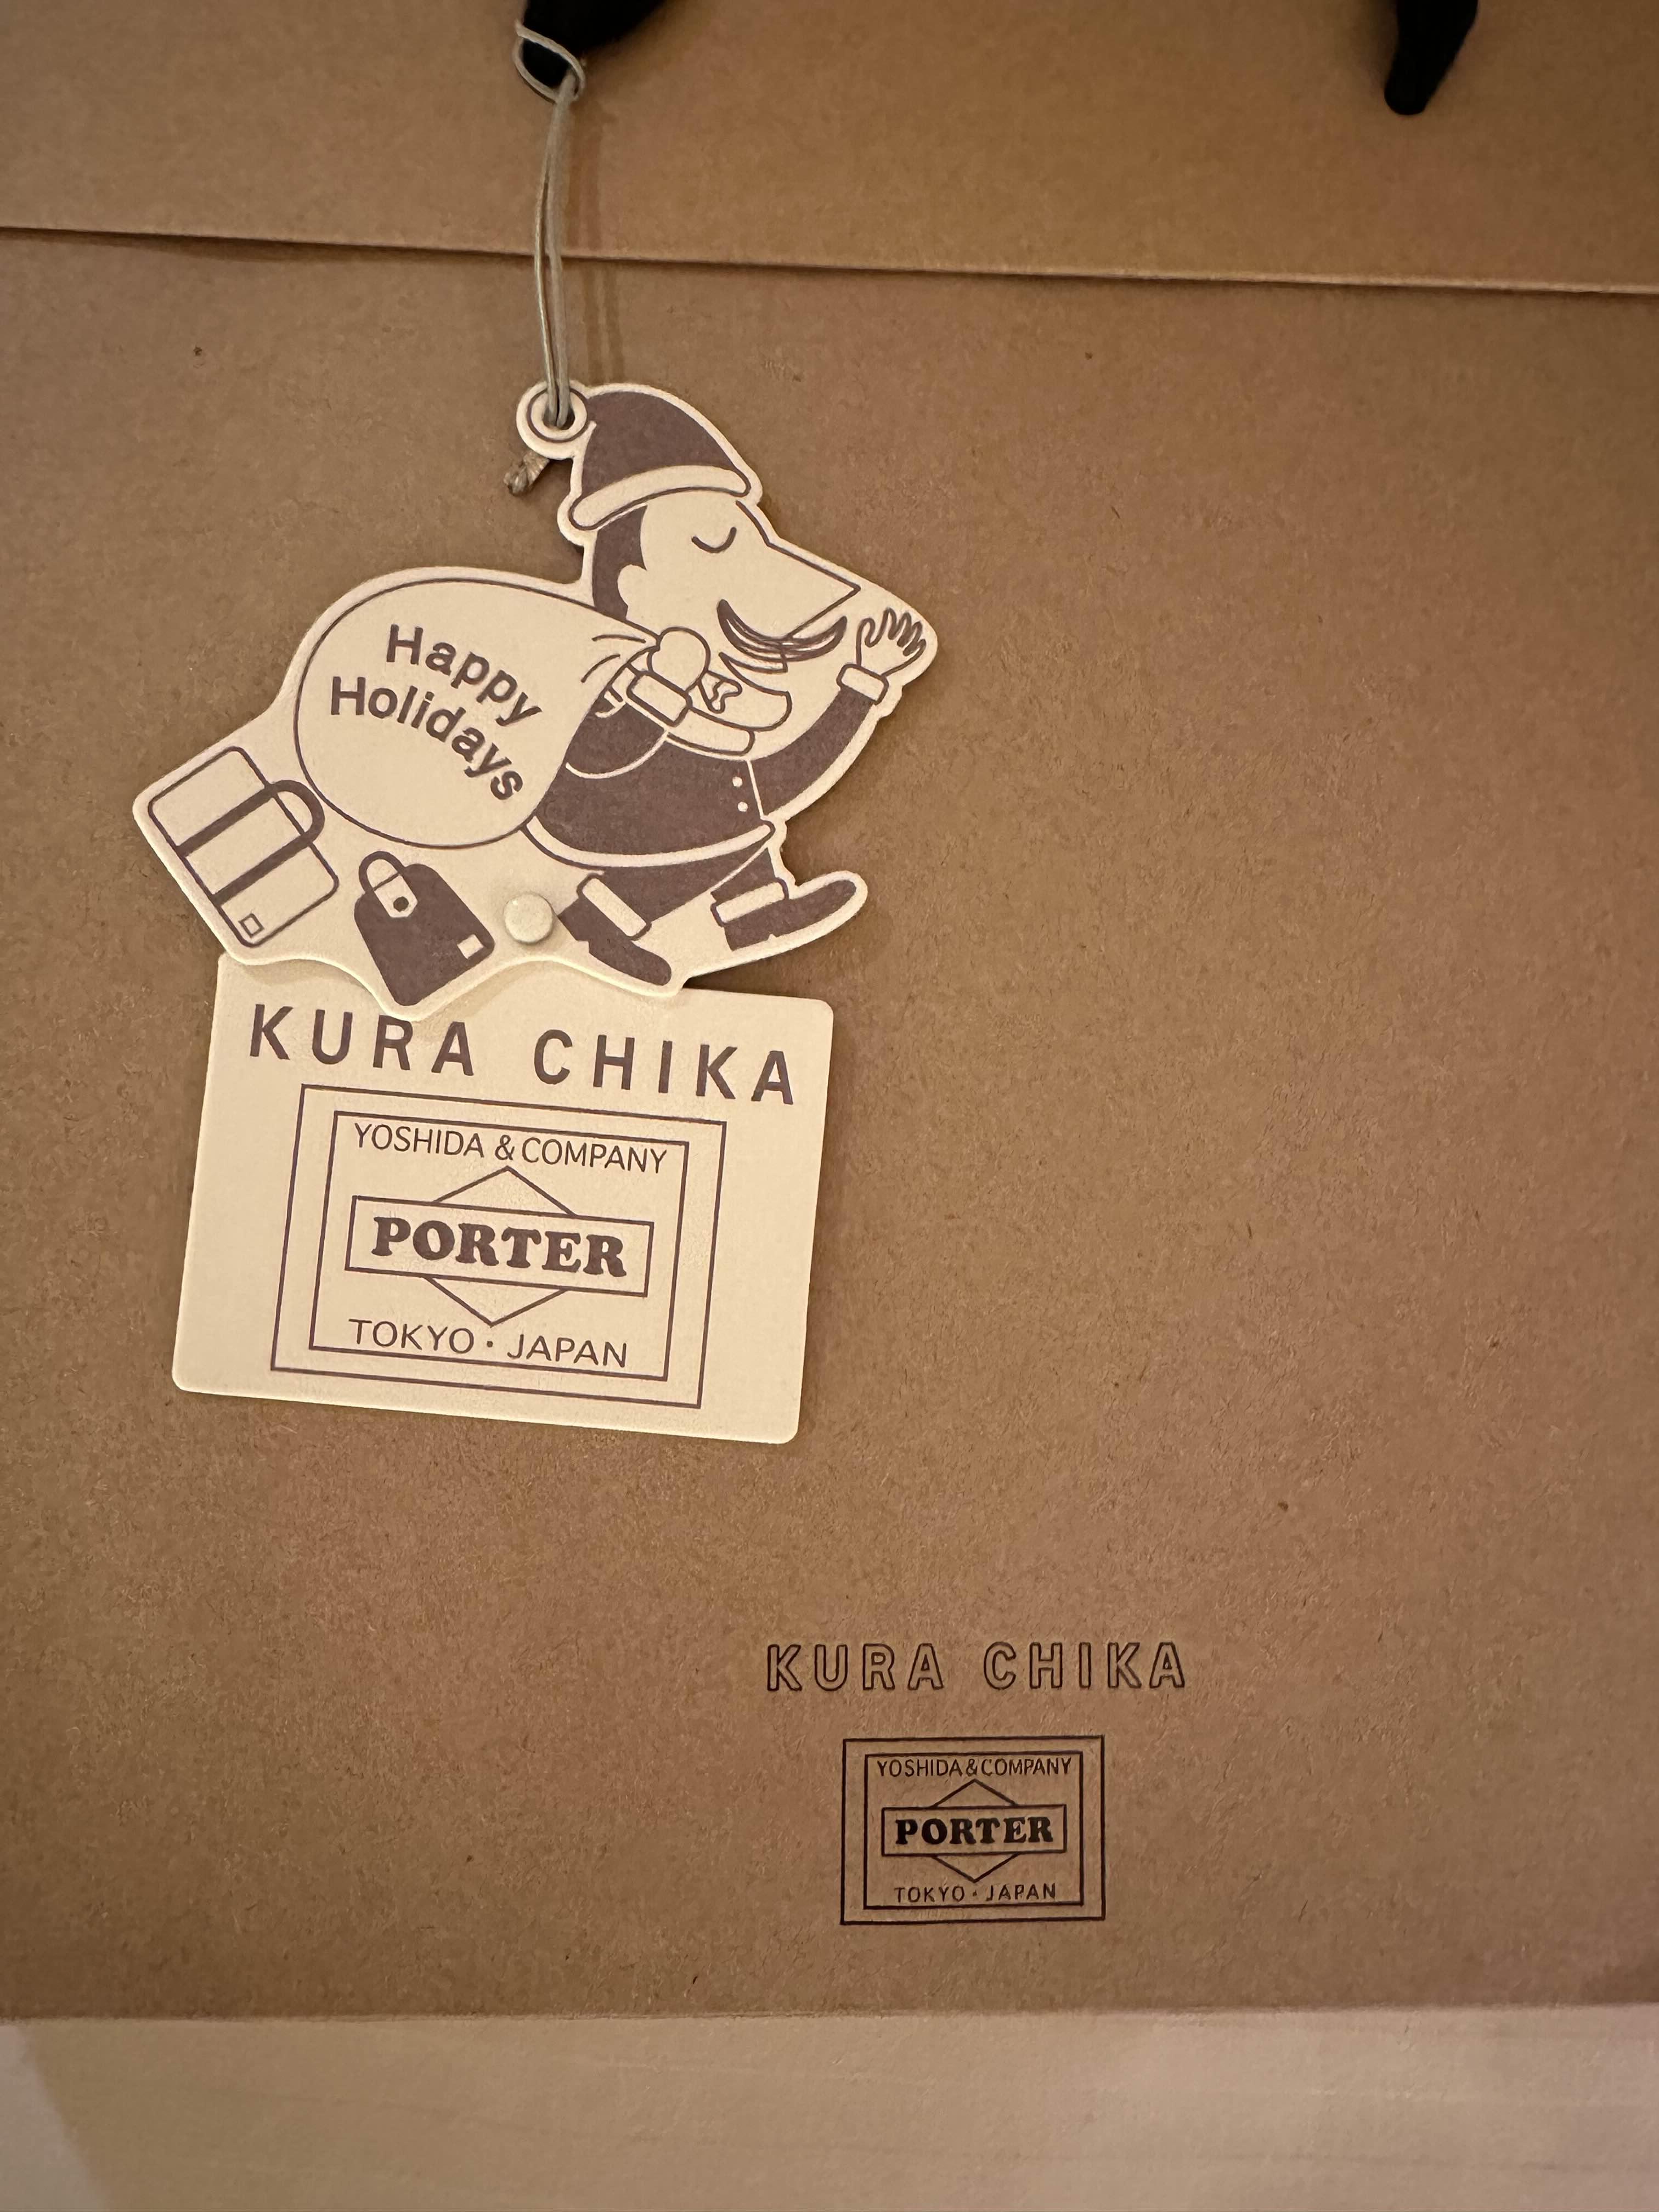 Happy
Holidays
KURA CHIKA
YOSHIDA & COMPANY
PORTER
TOKYO・JAPAN
KURA CHIKA
YOSHIDA & COMPANY
PORTER
TOKYO・JAPAN